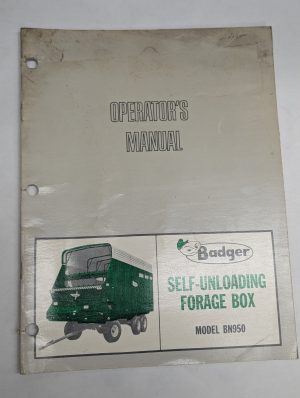 OPERATOR'S
MANUAL
Badger
SELF-UNLOADING
FORAGE BOX
MODEL BN950